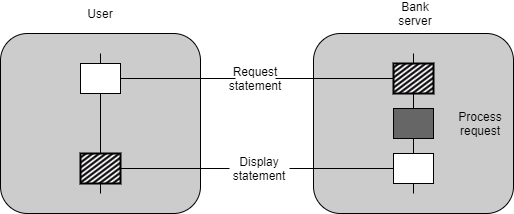 User
Bank
server
Request
statement
Process
request
Display
statement